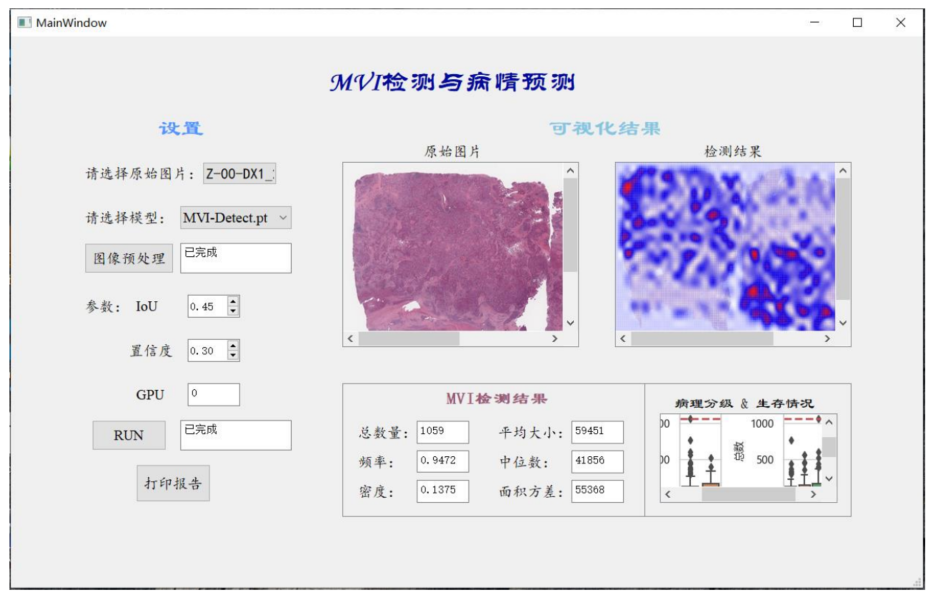 MainWindow
MVI检测与病情预测
设置
可视化结果
请选择原始图片：
Z-00-DX1_
请选择模型：
MVI-Detect.pt
图像预处理
已完成
参数：
IoU
0.45
置信度
0.30
GPU
0
RUN
已完成
打印报告
原始图片
检测结果
MVI检测结果
总数量：
1059
平均大小：
59451
频率：
0.9472
中位数：
41856
密度：
0.1375
面积方差：
55368
病理分级 & 生存情况
00
00
总数
1000
500